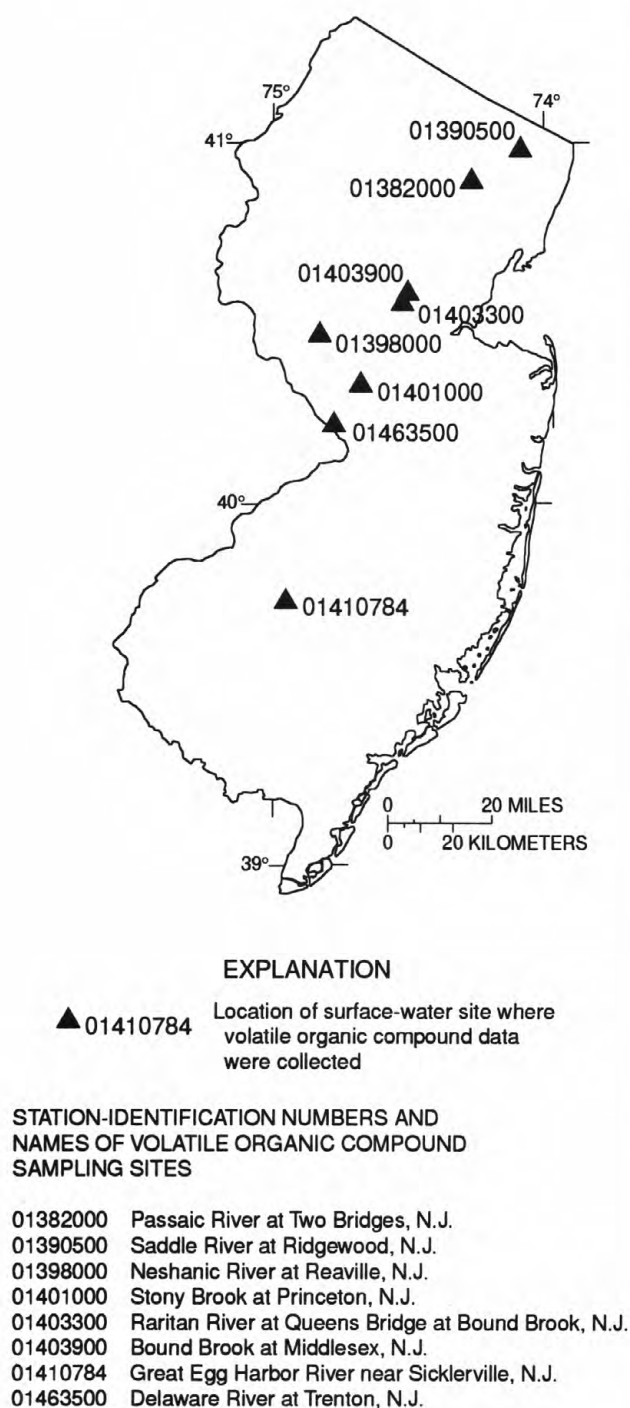 75°
74°
41°
01390500
01382000
01403900
01403300
01398000
01401000
01463500
40°
01410784
0 20 MILES
0 20 KILOMETERS
39°
EXPLANATION
01410784 Location of surface-water site where
volatile organic compound data
were collected
STATION-IDENTIFICATION NUMBERS AND
NAMES OF VOLATILE ORGANIC COMPOUND
SAMPLING SITES
01382000 Passaic River at Two Bridges, N.J.
01390500 Saddle River at Ridgewood, N.J.
01398000 Neshanic River at Reaville, N.J.
01401000 Stony Brook at Princeton, N.J.
01403300 Raritan River at Queens Bridge at Bound Brook, N.J.
01403900 Bound Brook at Middlesex, N.J.
01410784 Great Egg Harbor River near Sicklerville, N.J.
01463500 Delaware River at Trenton, N.J.